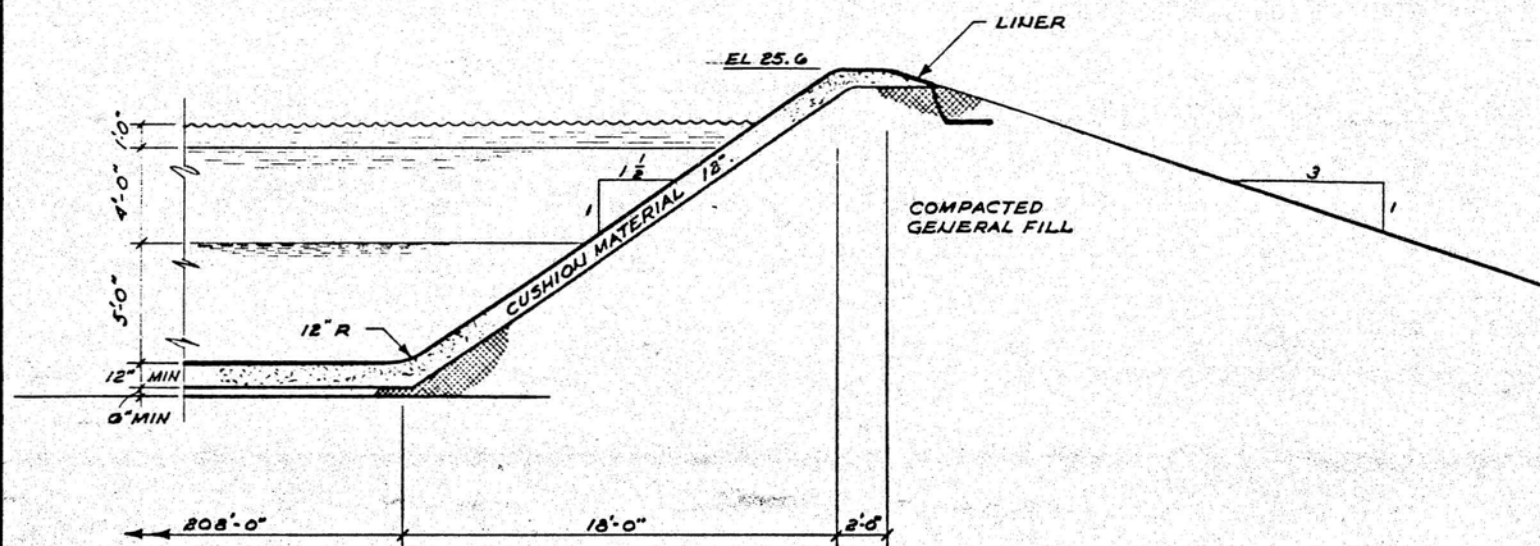 LINER
EL 25.6
1'0"
4'-0"
5'-0"
12" MIN
6" MIN
1 1/2
1
CUSHION MATERIAL 18"
12" R
COMPACTED
GENERAL FILL
3
1
208'-0"
18'-0"
2'-0"